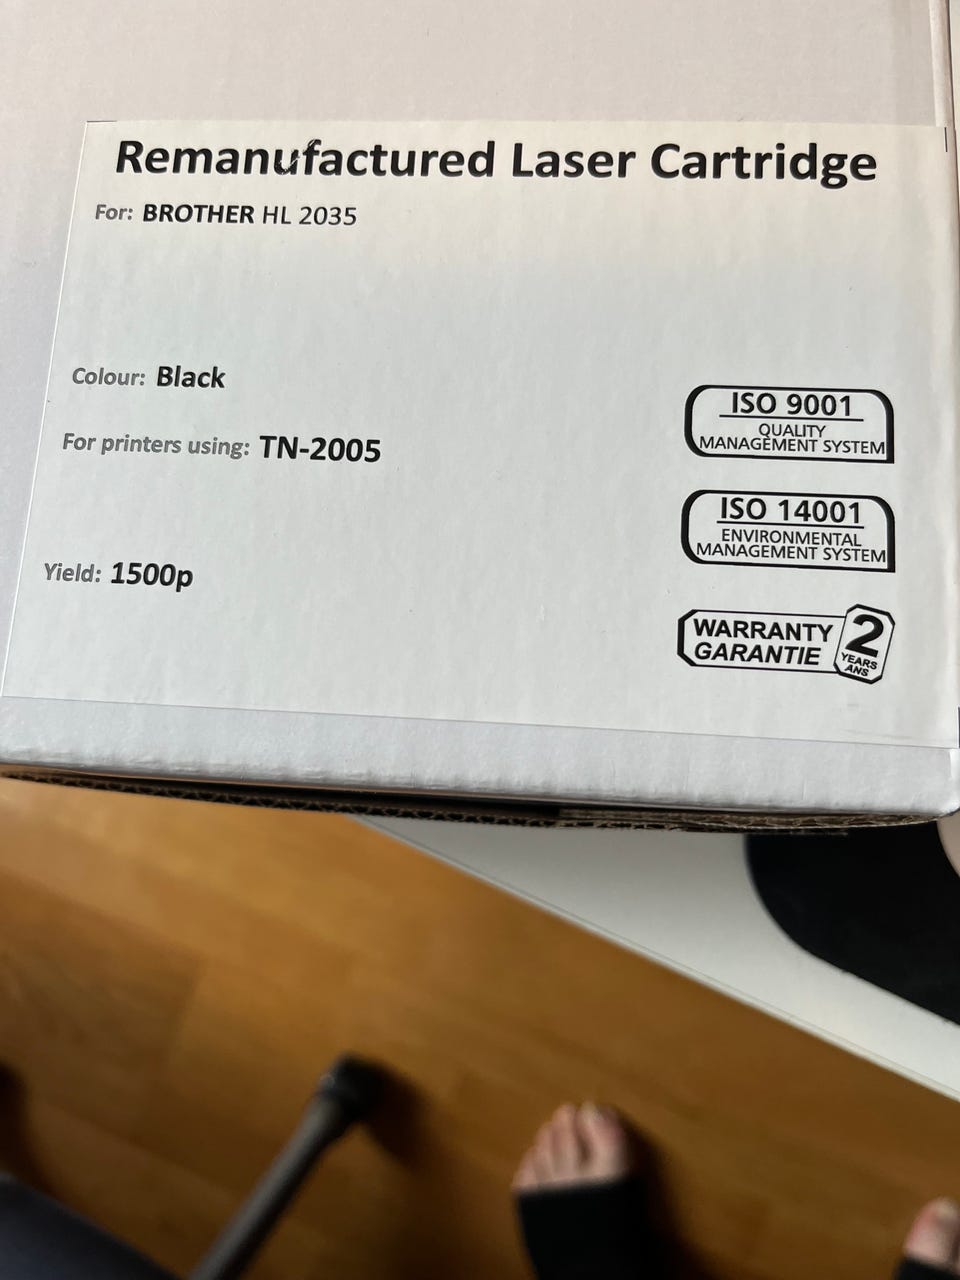 Remanufactured Laser Cartridge
For: BROTHER HL 2035
Colour: Black
For printers using: TN-2005
Yield: 1500p
ISO 9001
QUALITY
MANAGEMENT SYSTEM
ISO 14001
ENVIRONMENTAL
MANAGEMENT SYSTEM
WARRANTY
GARANTIE
2
YEARS
ANS